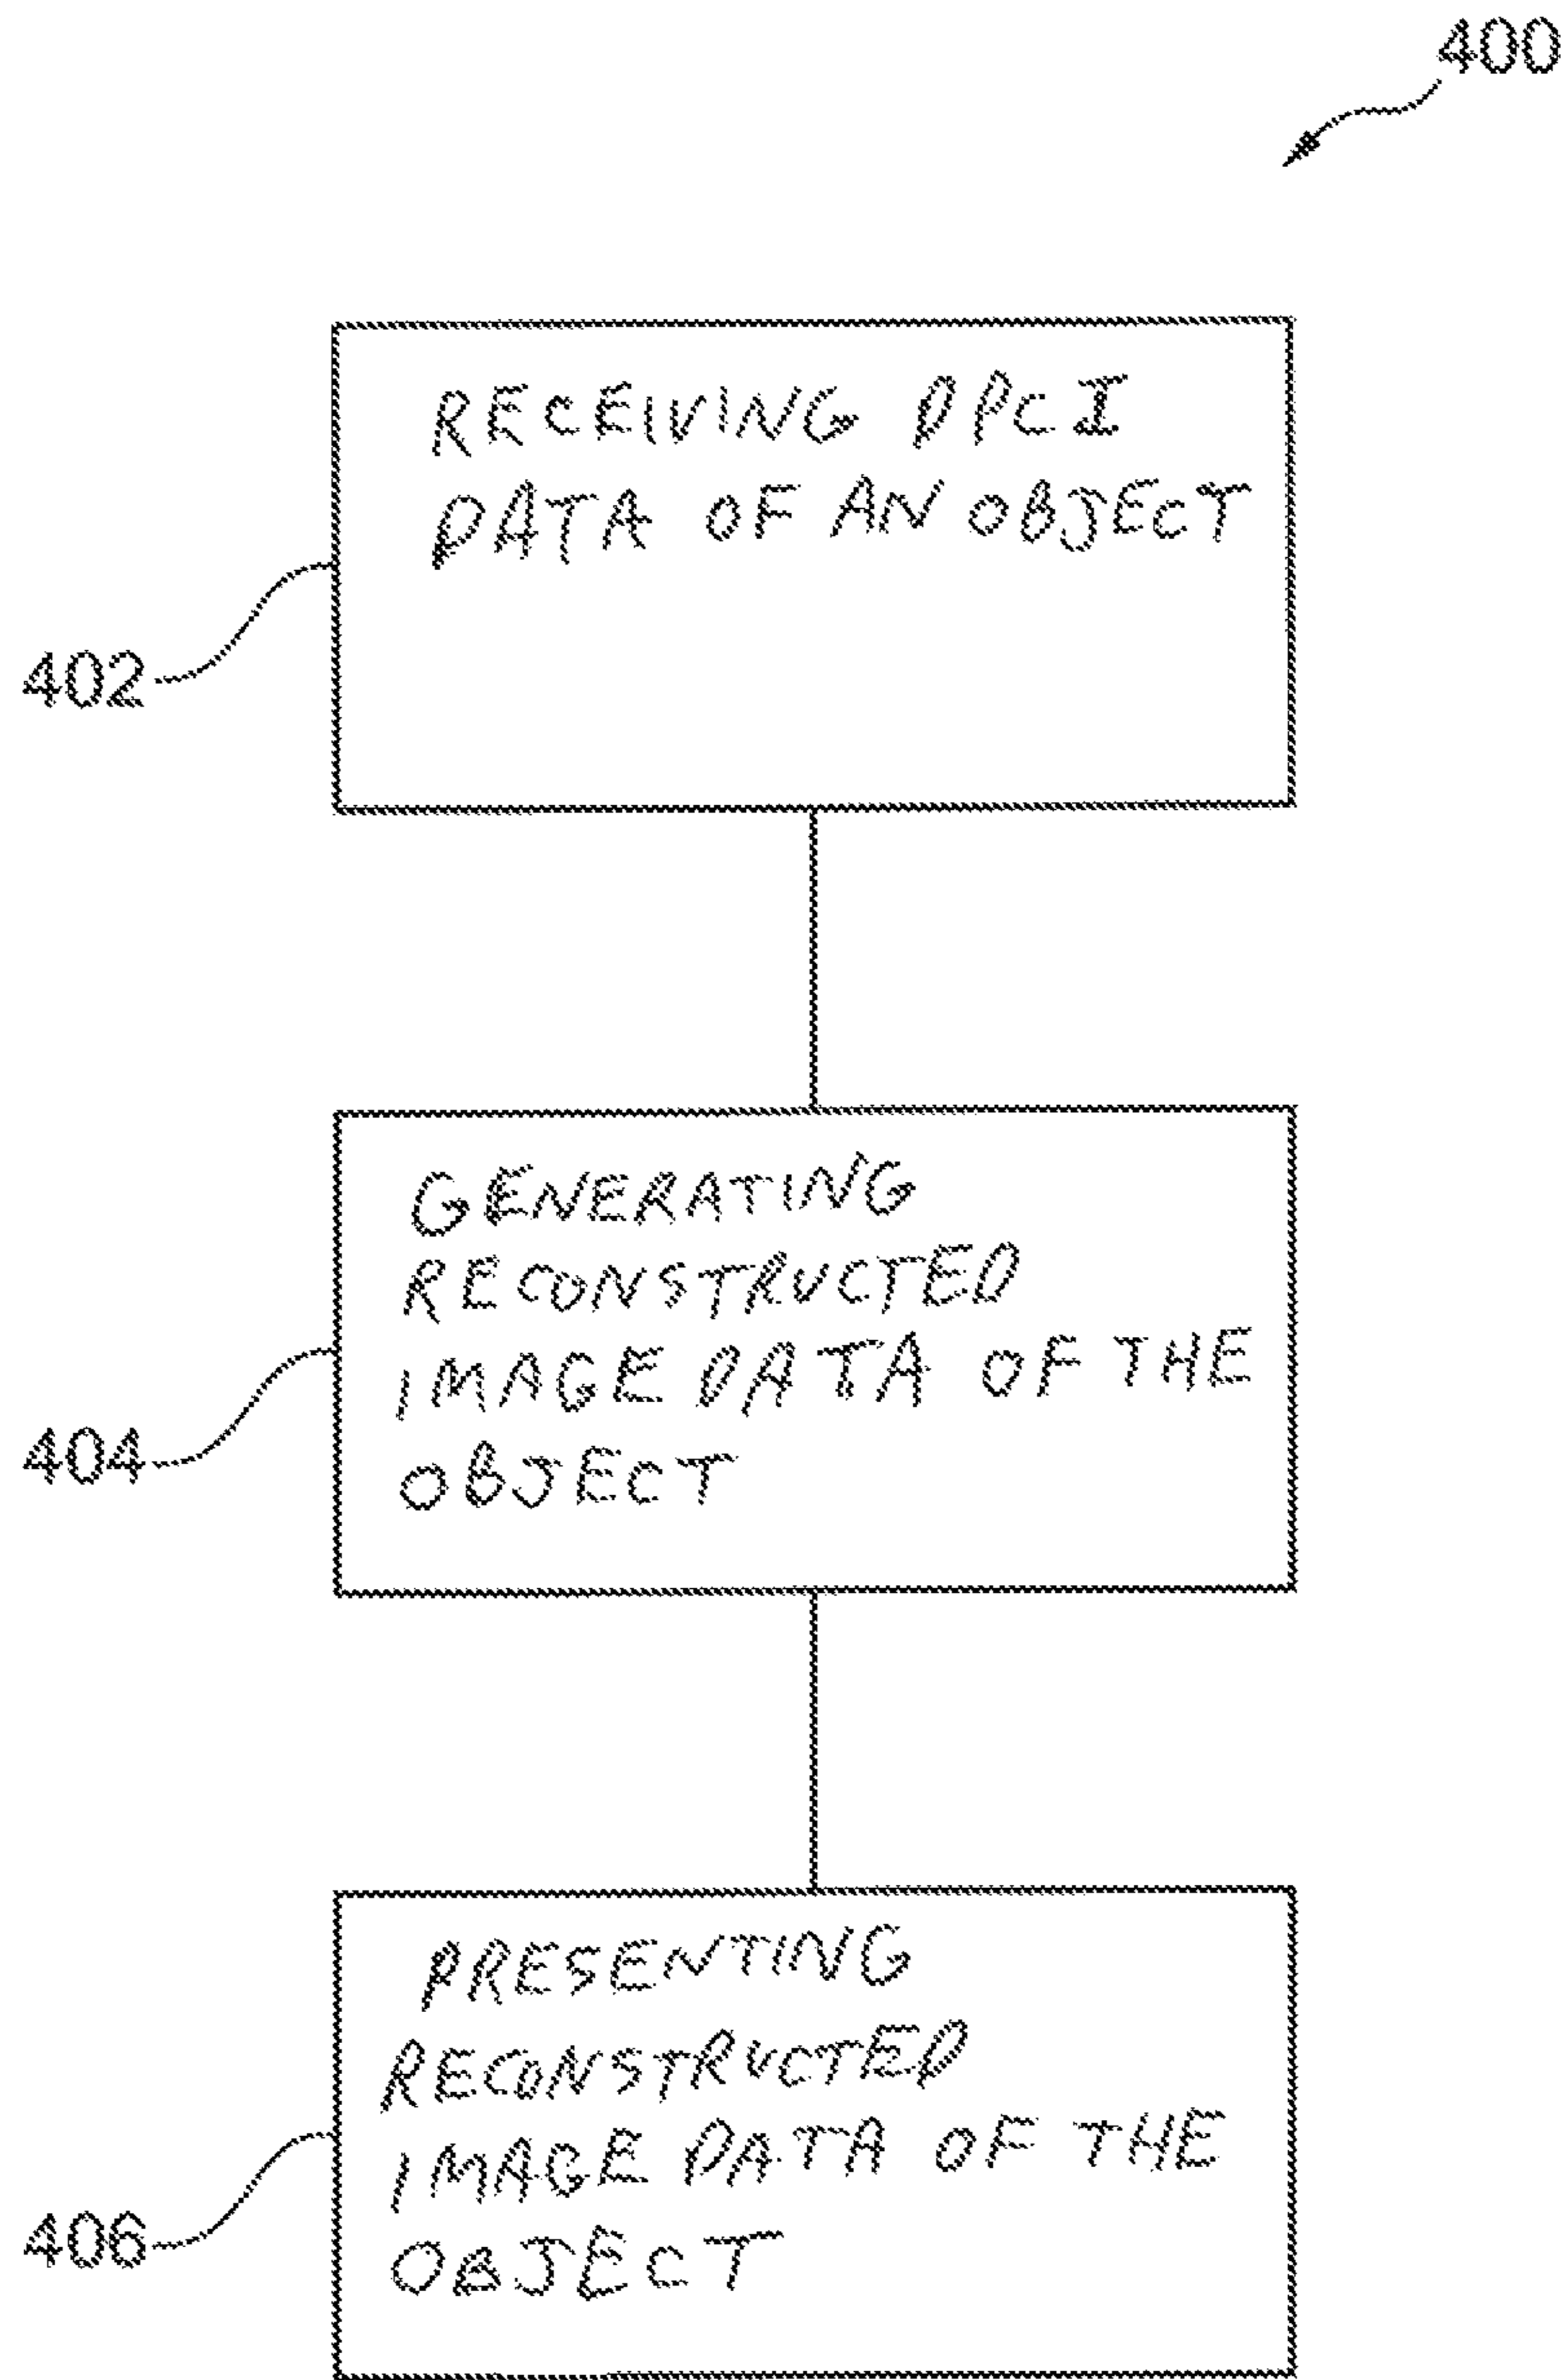 400
RECEIVING DPCI
DATA OF AN OBJECT
402
GENERATING
RECONSTRUCTED
IMAGE DATA OF THE
OBJECT
404
PRESENTING
RECONSTRUCTED
IMAGE DATA OF THE
OBJECT
406